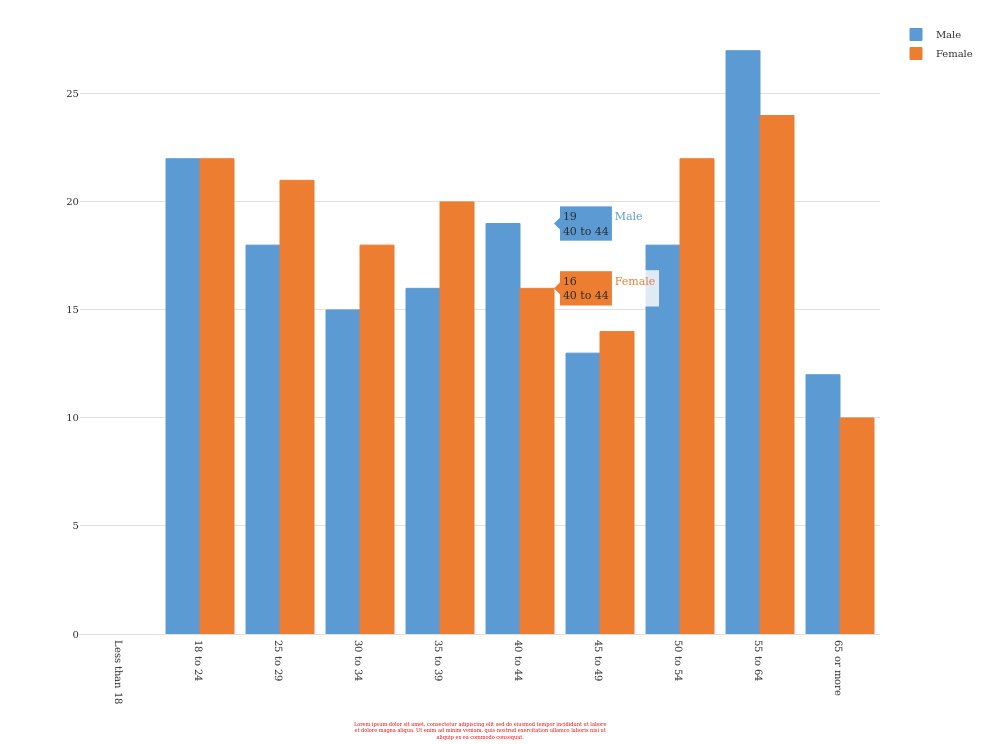 Male
Female
25
20
15
10
5
0
19 Male
40 to 44
16 Female
40 to 44
Less than 18
18 to 24
25 to 29
30 to 34
35 to 39
40 to 44
45 to 49
50 to 54
55 to 64
65 or more
Lorem ipsum dolor sit amet, consectetur adipiscing elit sed do eiusmod tempor incididunt ut labore
et dolore magna aliqua. Ut enim ad minim veniam, quis nostrud exercitation ullamco laboris nisi ut
aliquip ex ea commodo consequat.